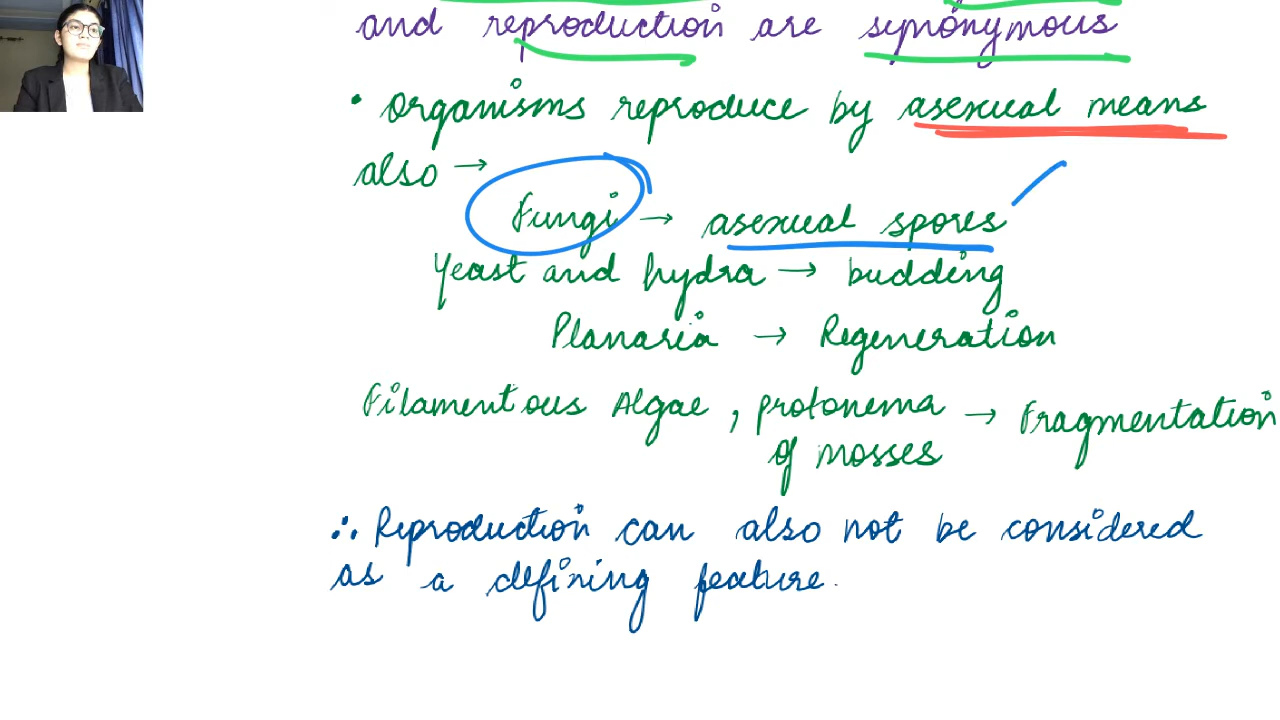 and reproduction are synonymous
• Organisms reproduce by asexual means
also →
Fungi → asexual spores
Yeast and hydra → budding
Planaria → Regeneration
Filamentous Algae, protonema → Fragmentation
of mosses
∴ Reproduction can also not be considered
as a defining feature.